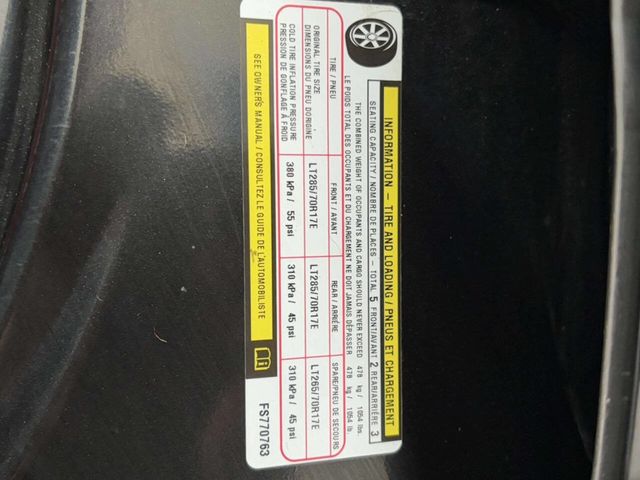 INFORMATION – TIRE AND LOADING / PNEUS ET CHARGEMENT
SEATING CAPACITY / NOMBRE DE PLACES – TOTAL 5 FRONT/AVANT 2 REAR/ARRIÈRE 3
THE COMBINED WEIGHT OF OCCUPANTS AND CARGO SHOULD NEVER EXCEED 478 kg / 1054 lbs.
LE POIDS TOTAL DES OCCUPANTS ET DU CHARGEMENT NE DOIT JAMAIS DÉPASSER 478 kg / 1054 lb.
TIRE / PNEU FRONT / AVANT REAR / ARRIÈRE SPARE/PNEU DE SECOURS
ORIGINAL TIRE SIZE
DIMENSIONS DU PNEU D'ORIGINE LT285/70R17E LT285/70R17E LT265/70R17E
COLD TIRE INFLATION PRESSURE
PRESSION DE GONFLAGE À FROID 380 kPa / 55 psi 310 kPa / 45 psi 310 kPa / 45 psi
SEE OWNER'S MANUAL / CONSULTEZ LE GUIDE DE L'AUTOMOBILISTE
FS770763